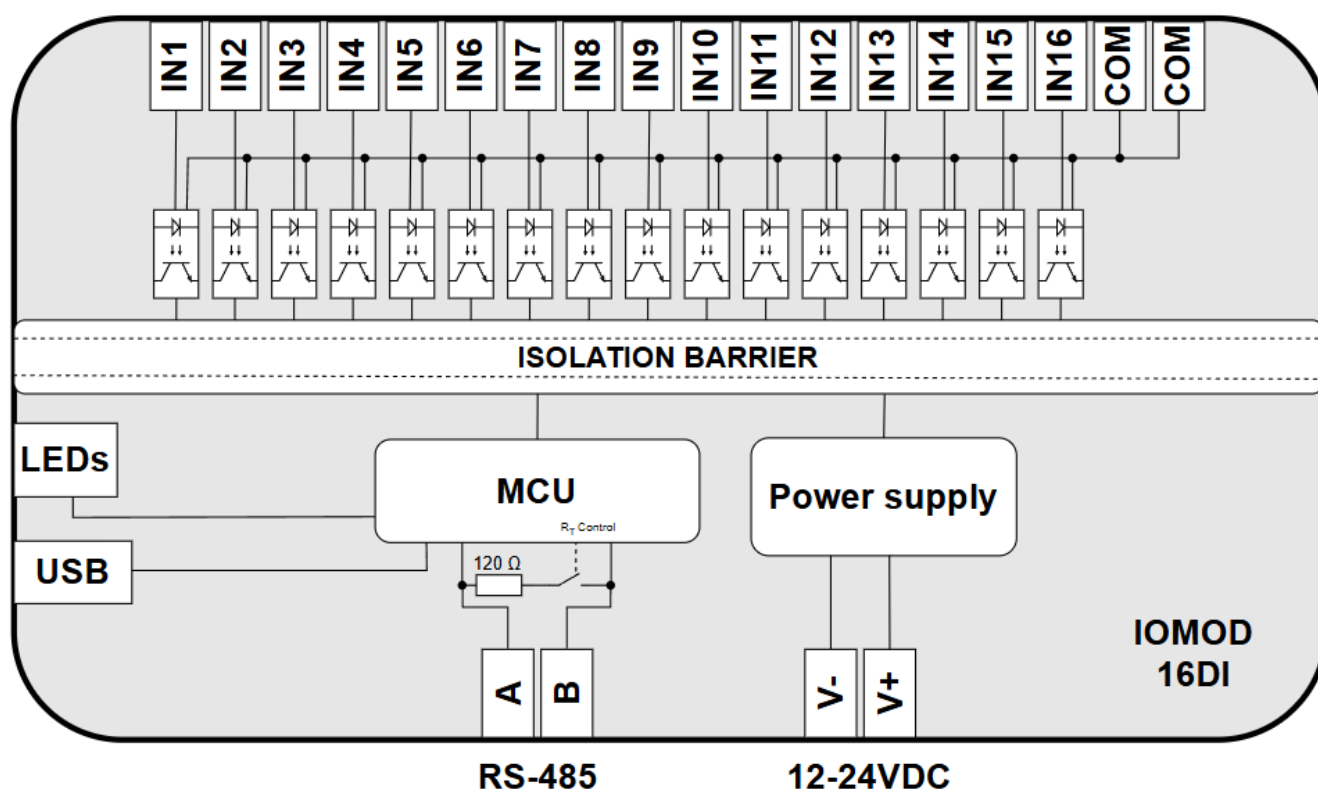 IN1
IN2
IN3
IN4
IN5
IN6
IN7
IN8
IN9
IN10
IN11
IN12
IN13
IN14
IN15
IN16
COM
COM
ISOLATION BARRIER
LEDs
MCU
Power supply
R_T Control
120 Ω
USB
IOMOD
16DI
A
B
V-
V+
RS-485
12-24VDC